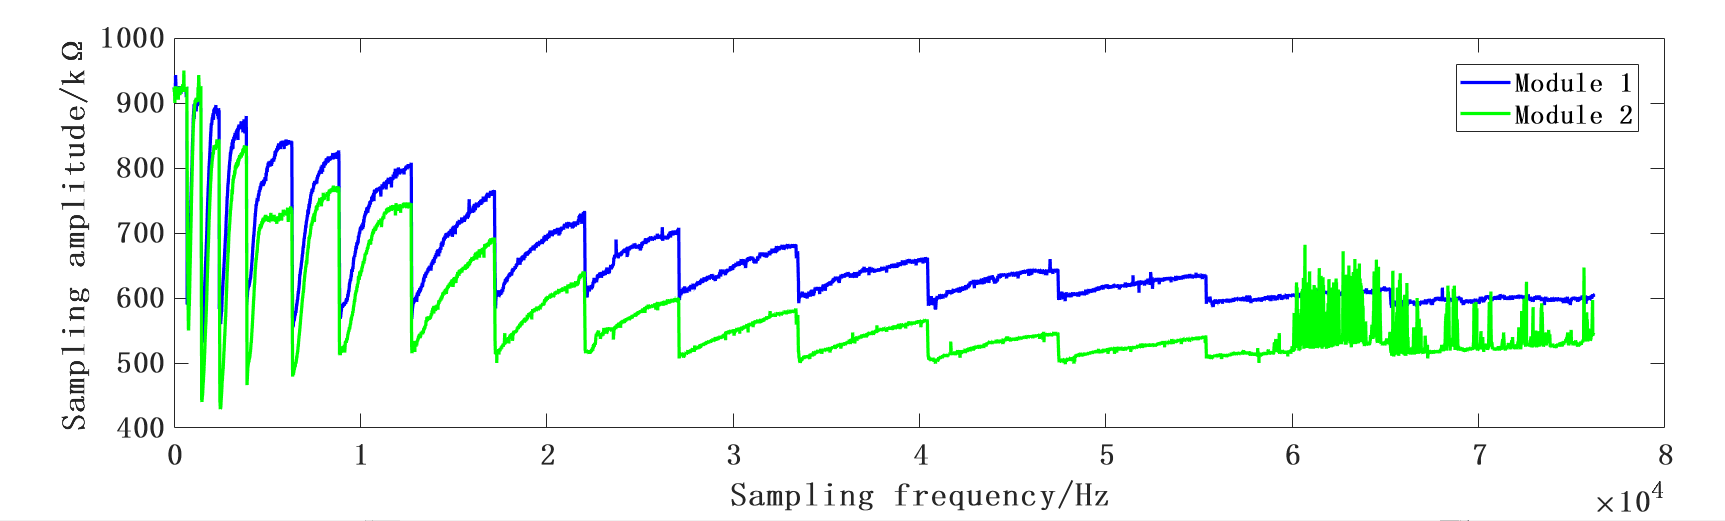 Sampling amplitude/kΩ
1000
900
800
700
600
500
400
Module 1
Module 2
0 1 2 3 4 5 6 7 8
Sampling frequency/Hz
×10⁴